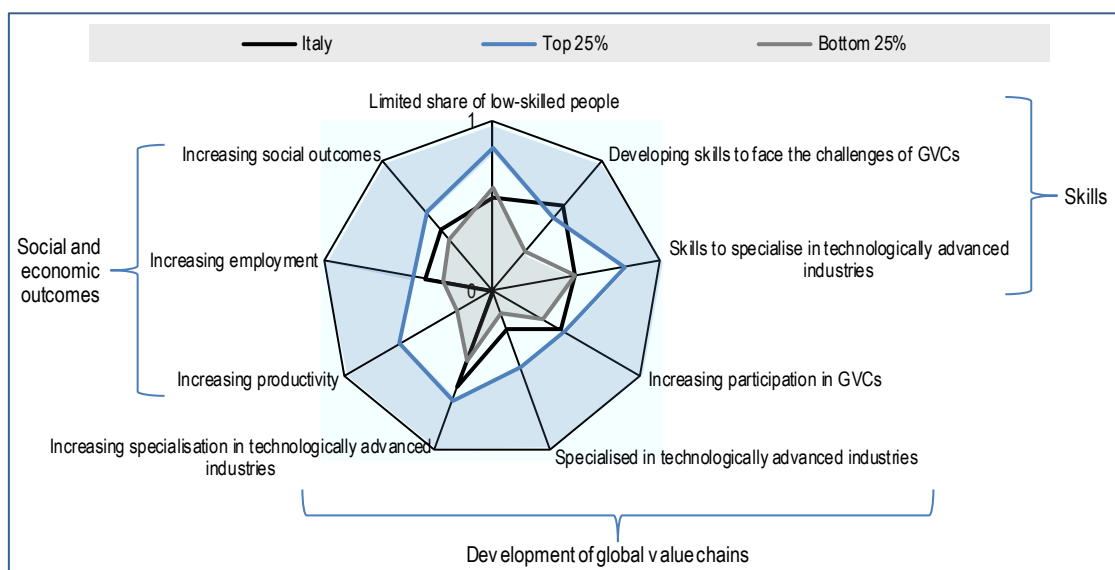 Italy
Top 25%
Bottom 25%
Limited share of low-skilled people
1
Increasing social outcomes
Developing skills to face the challenges of GVCs
Skills
Social and
economic
outcomes
Increasing employment
Skills to specialise in technologically advanced
industries
0
Increasing productivity
Increasing participation in GVCs
Increasing specialisation in technologically advanced
industries
Specialised in technologically advanced industries
Development of global value chains